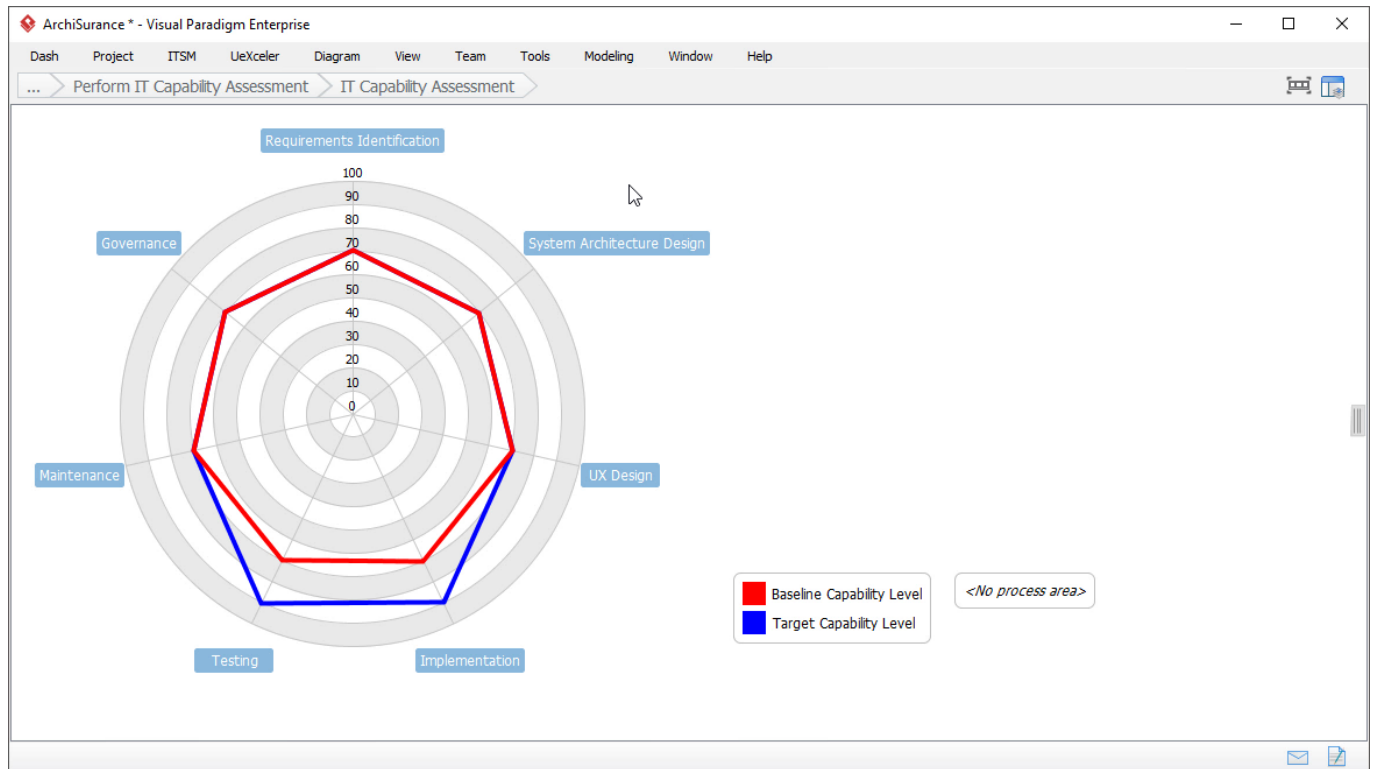 ArchiSurance * - Visual Paradigm Enterprise
Dash Project ITSM UeXceler Diagram View Team Tools Modeling Window Help
... Perform IT Capability Assessment IT Capability Assessment
Requirements Identification
100
90
80
Governance
70
System Architecture Design
60
50
40
30
20
10
0
Maintenance
UX Design
Baseline Capability Level
<No process area>
Target Capability Level
Testing
Implementation